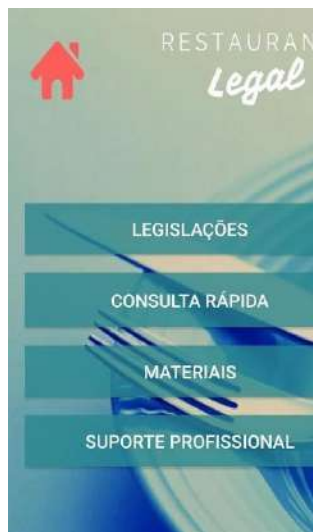 RESTAURAN
Legal
LEGISLAÇÕES
CONSULTA RÁPIDA
MATERIAIS
SUPORTE PROFISSIONAL